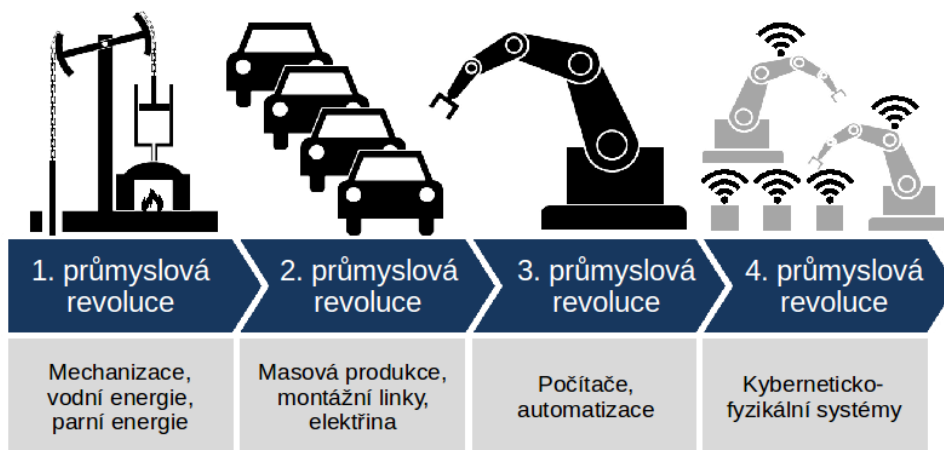 1. průmyslová
revoluce
2. průmyslová
revoluce
3. průmyslová
revoluce
4. průmyslová
revoluce
Mechanizace,
vodní energie,
parní energie
Masová produkce,
montážní linky,
elektřina
Počítače,
automatizace
Kyberneticko-
fyzikální systémy